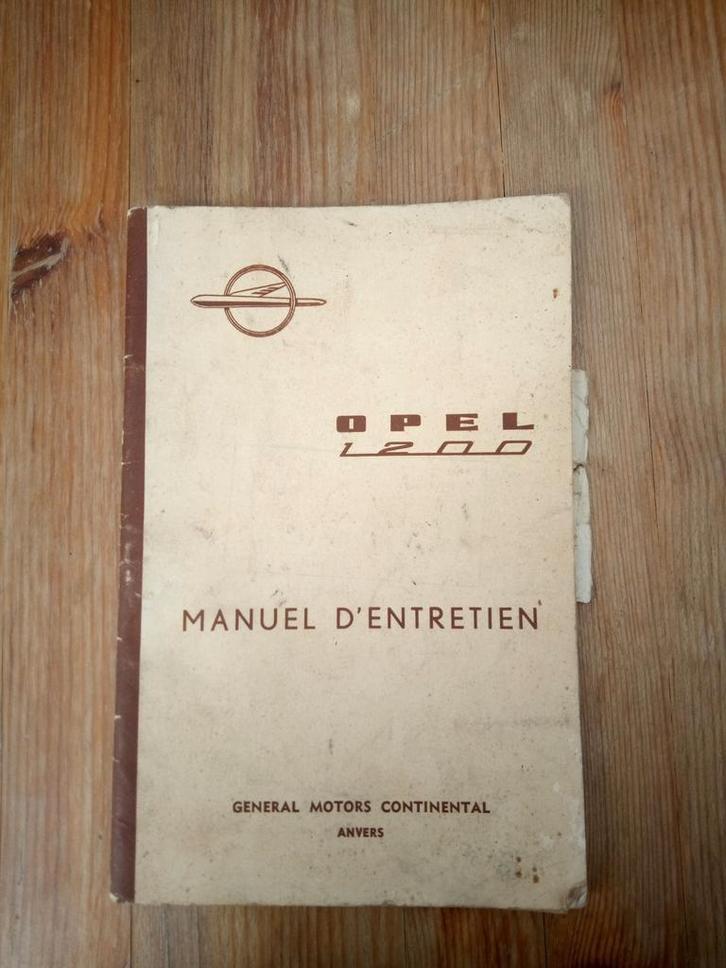 OPEL
1200
MANUEL D'ENTRETIEN
GENERAL MOTORS CONTINENTAL
ANVERS